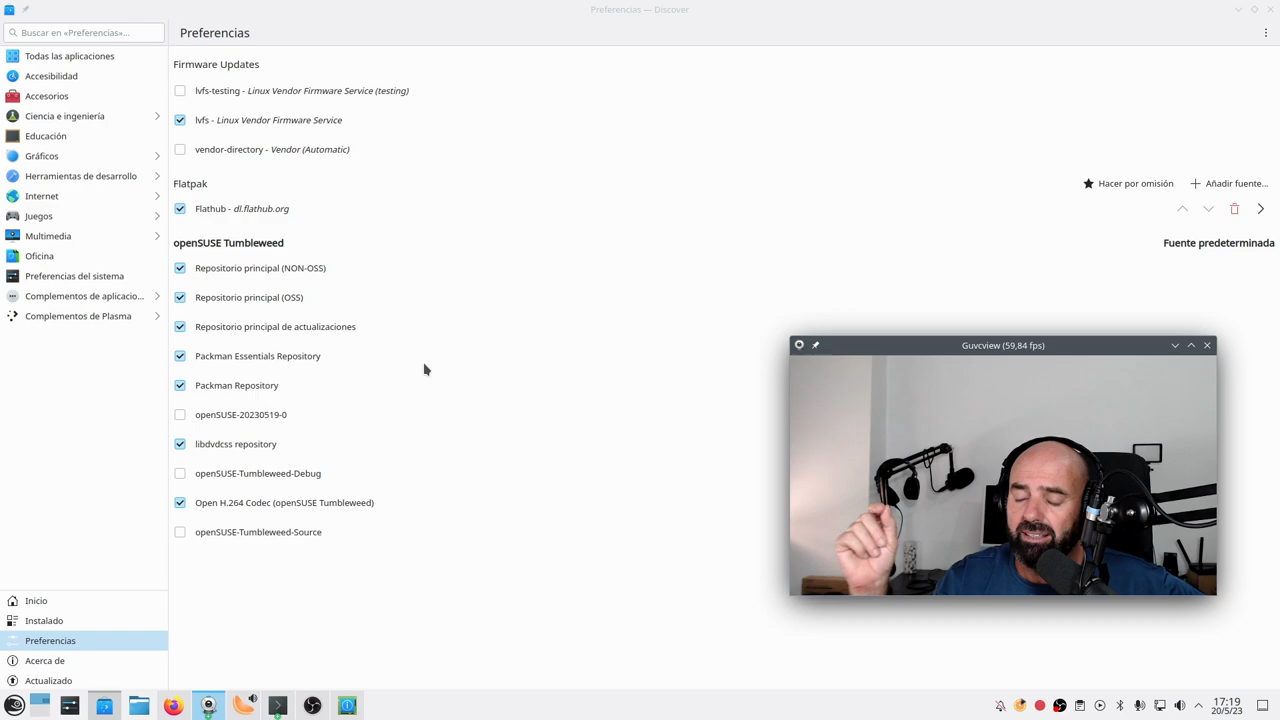 Preferencias — Discover
Buscar en «Preferencias»...
Preferencias
Todas las aplicaciones
Accesibilidad
Accesorios
Ciencia e ingeniería
Educación
Gráficos
Herramientas de desarrollo
Internet
Juegos
Multimedia
Oficina
Preferencias del sistema
Complementos de aplicacio...
Complementos de Plasma
Inicio
Instalado
Preferencias
Acerca de
Actualizado
Firmware Updates
lvfs-testing - Linux Vendor Firmware Service (testing)
lvfs - Linux Vendor Firmware Service
vendor-directory - Vendor (Automatic)
Flatpak
Hacer por omisión
Añadir fuente...
Flathub - dl.flathub.org
openSUSE Tumbleweed
Fuente predeterminada
Repositorio principal (NON-OSS)
Repositorio principal (OSS)
Repositorio principal de actualizaciones
Packman Essentials Repository
Packman Repository
openSUSE-20230519-0
libdvdcss repository
openSUSE-Tumbleweed-Debug
Open H.264 Codec (openSUSE Tumbleweed)
openSUSE-Tumbleweed-Source
Guvcview (59,84 fps)
17:19
20/5/23